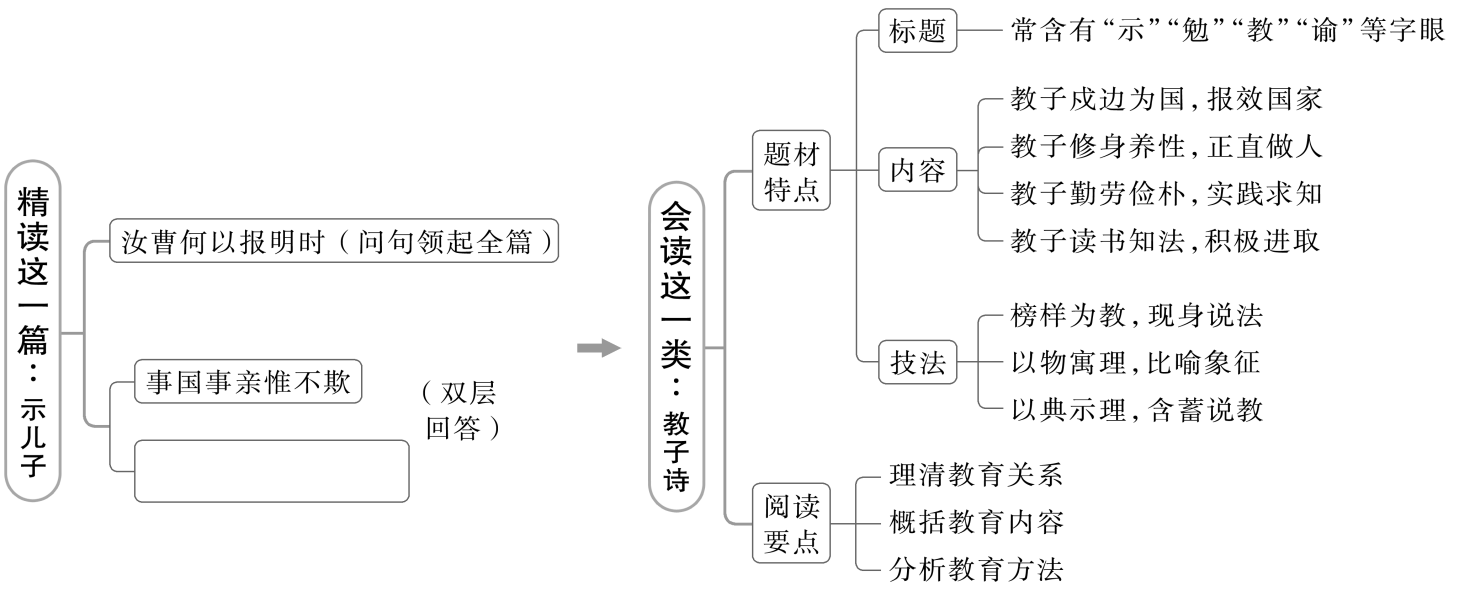 精读这一篇：示儿子
汝曹何以报明时（问句领起全篇）
事国事亲惟不欺
（双层
回答）
会读这一类：教子诗
题材
特点
标题
常含有“示”“勉”“教”“谕”等字眼
内容
教子戍边为国，报效国家
教子修身养性，正直做人
教子勤劳俭朴，实践求知
教子读书知法，积极进取
技法
榜样为教，现身说法
以物寓理，比喻象征
以典示理，含蓄说教
阅读
要点
理清教育关系
概括教育内容
分析教育方法